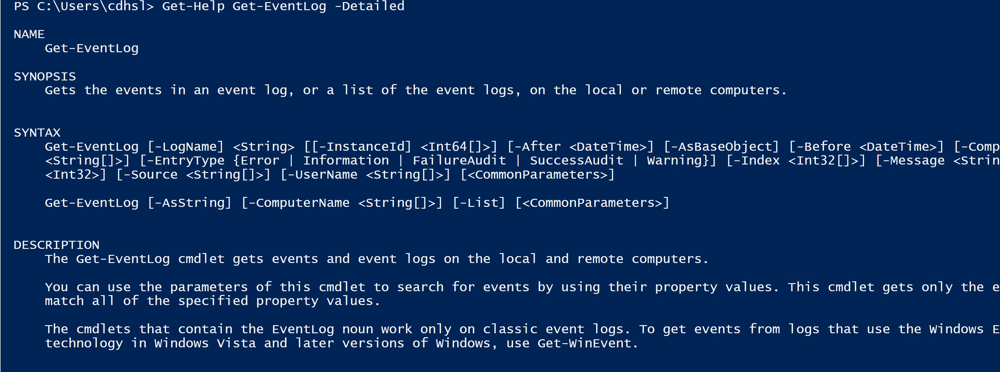 PS C:\Users\cdhsl> Get-Help Get-EventLog -Detailed
NAME
Get-EventLog
SYNOPSIS
Gets the events in an event log, or a list of the event logs, on the local or remote computers.
SYNTAX
Get-EventLog [-LogName] <String> [[-InstanceId] <Int64[]>] [-After <DateTime>] [-AsBaseObject] [-Before <DateTime>] [-Comp
<String[]>] [-EntryType {Error | Information | FailureAudit | SuccessAudit | Warning}] [-Index <Int32[]>] [-Message <Strin
<Int32>] [-Source <String[]>] [-UserName <String[]>] [<CommonParameters>]
Get-EventLog [-AsString] [-ComputerName <String[]>] [-List] [<CommonParameters>]
DESCRIPTION
The Get-EventLog cmdlet gets events and event logs on the local and remote computers.
You can use the parameters of this cmdlet to search for events by using their property values. This cmdlet gets only the e
match all of the specified property values.
The cmdlets that contain the EventLog noun work only on classic event logs. To get events from logs that use the Windows E
technology in Windows Vista and later versions of Windows, use Get-WinEvent.